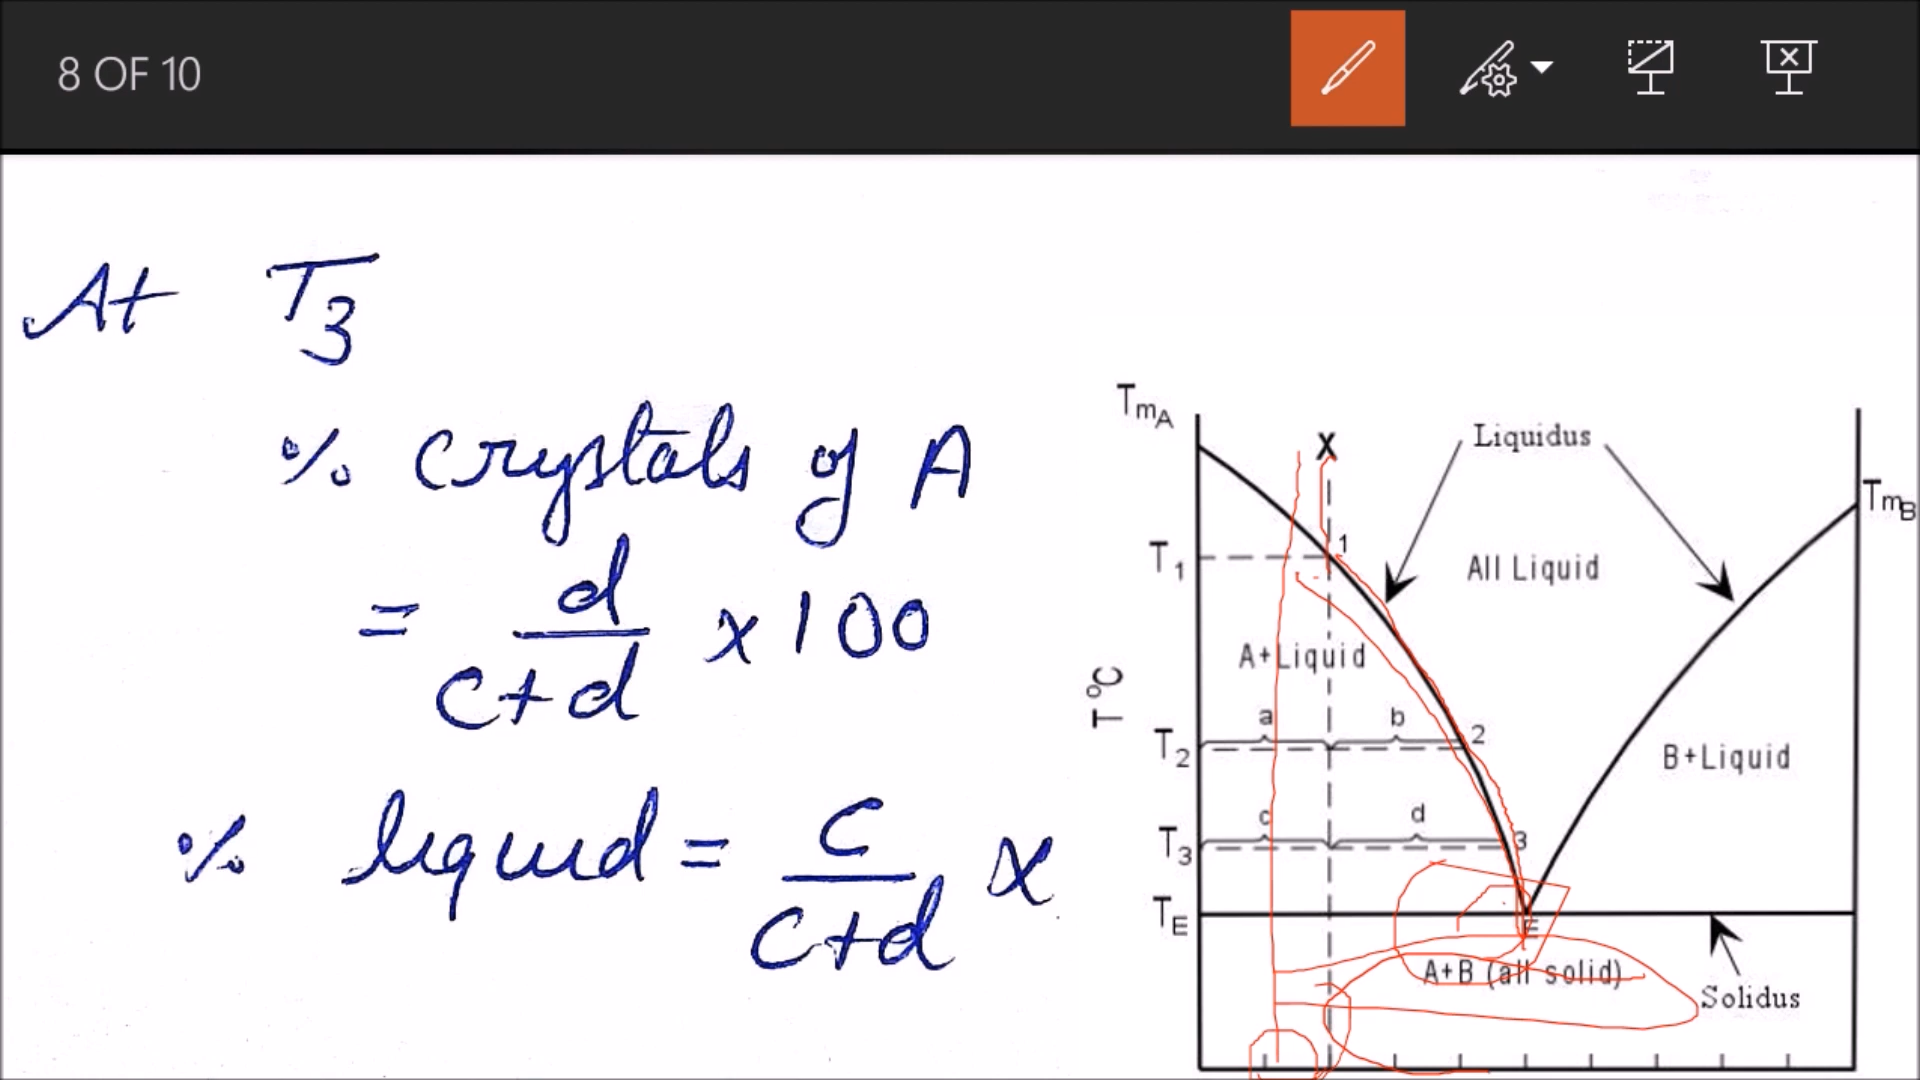 8 OF 10
At T3
% crystals of A
= d/c+d x 100
% liquid = c/c+d x
TmA
X
Liquidus
TmB
T1
1
All Liquid
A+Liquid
T°C
a
b
2
T2
B+Liquid
c
d
3
T3
TE
E
A+B (all solid)
Solidus